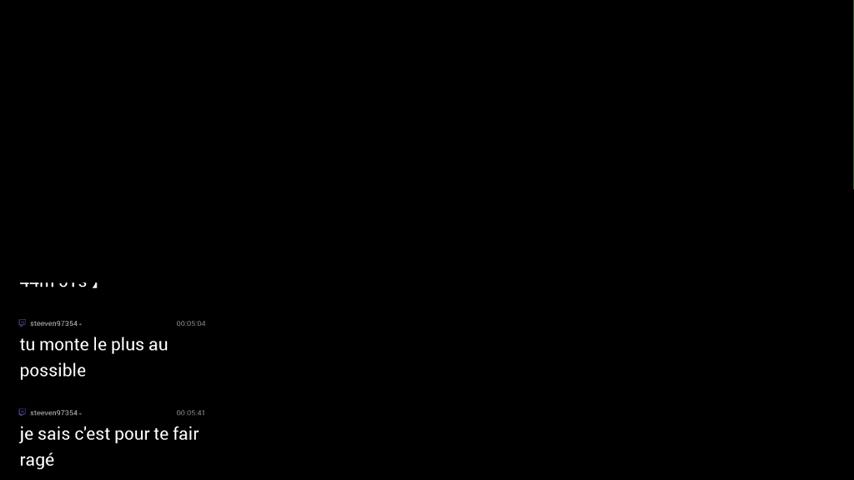 steeven97354 00:05:04
tu monte le plus au
possible
steeven97354 00:05:41
je sais c'est pour te fair
ragé